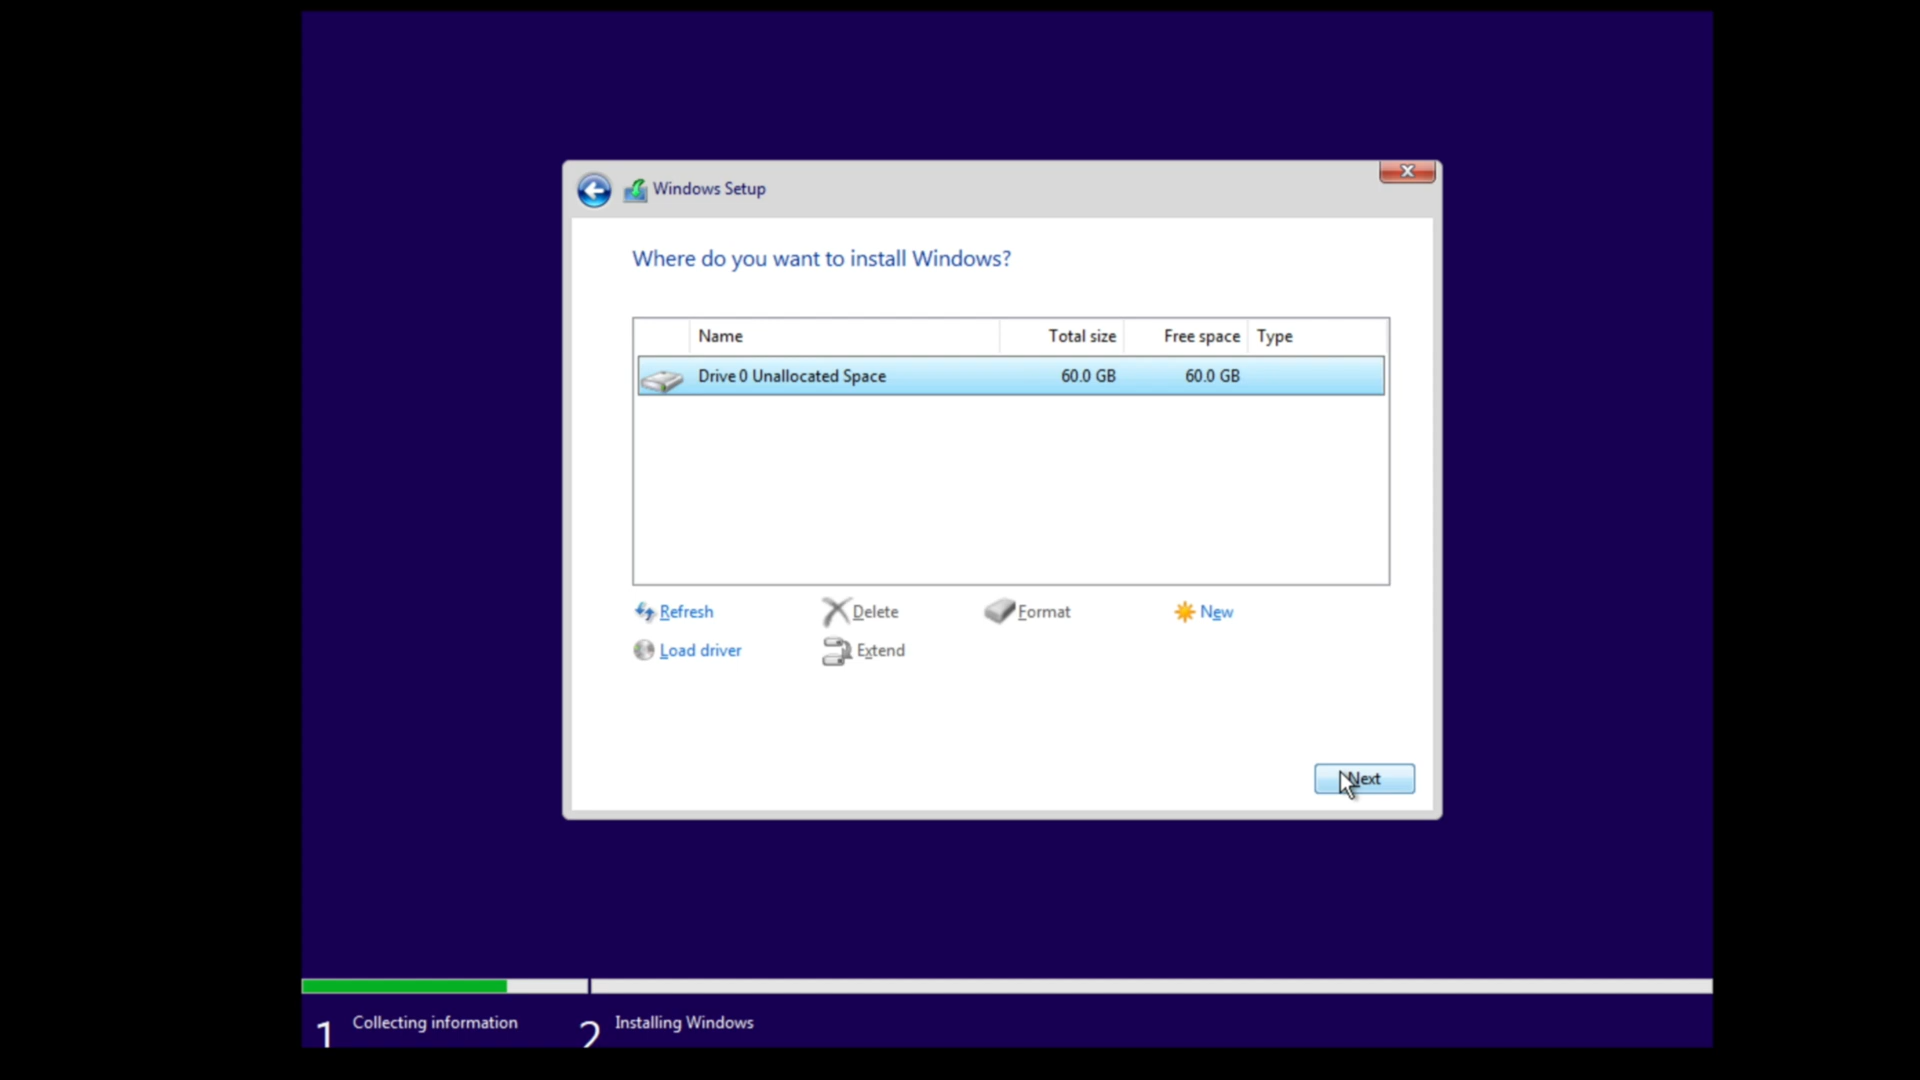 Windows Setup
Where do you want to install Windows?
Name Total size Free space Type
Drive 0 Unallocated Space 60.0 GB 60.0 GB
Refresh Delete Format New
Load driver Extend
Next
1 Collecting information 2 Installing Windows